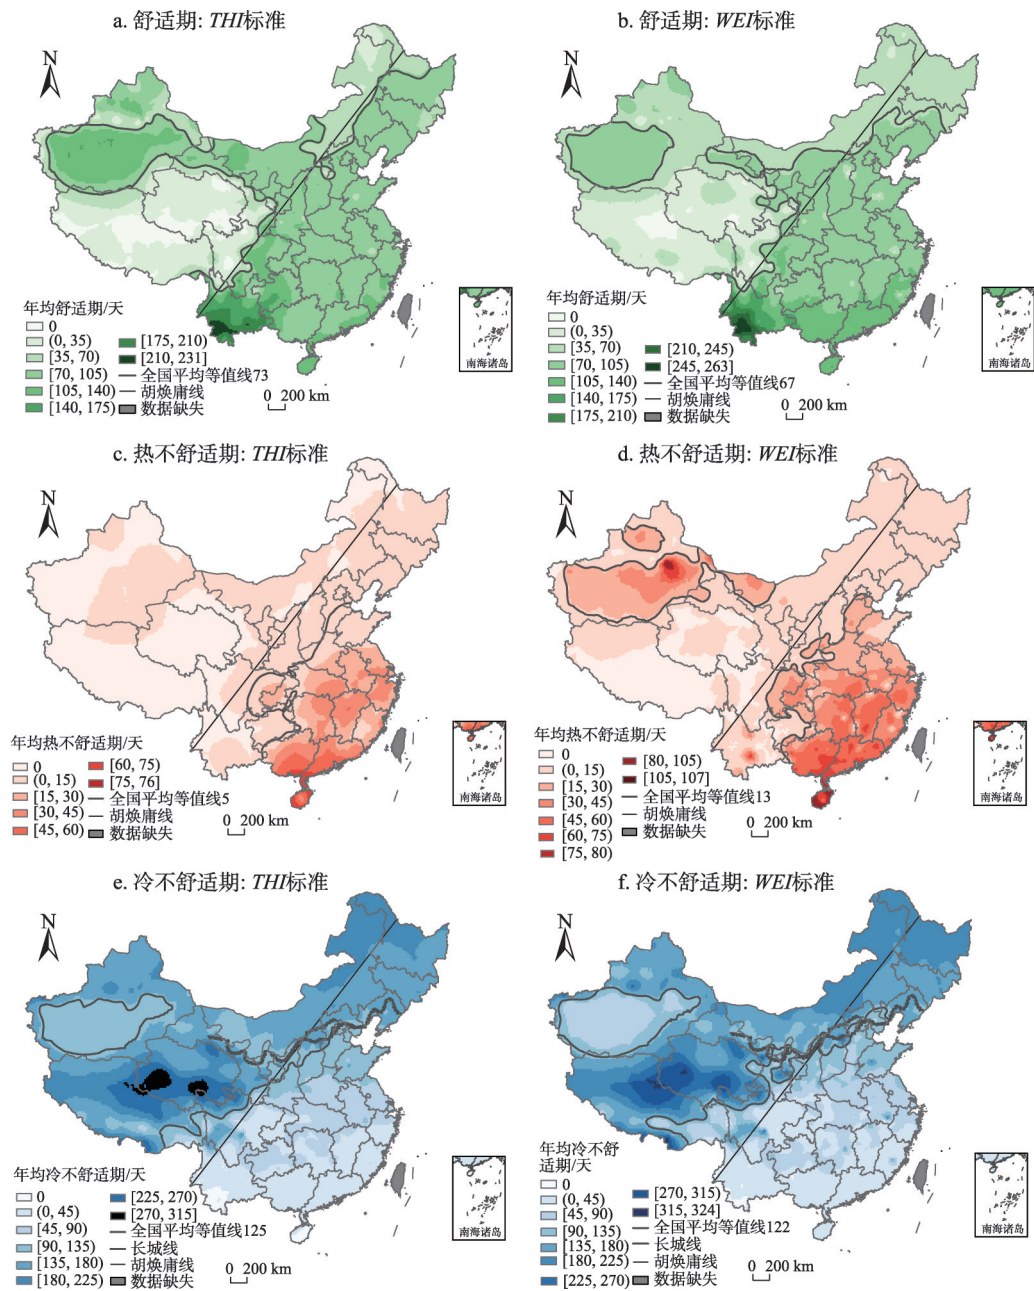 a. 舒适期: THI标准
N
年均舒适期/天
0
(0, 35)
[35, 70)
[70, 105)
[105, 140)
[140, 175)
[175, 210)
[210, 231]
全国平均等值线73
胡焕庸线
数据缺失
0 200 km
南海诸岛
b. 舒适期: WEI标准
N
年均舒适期/天
0
(0, 35)
[35, 70)
[70, 105)
[105, 140)
[140, 175)
[175, 210)
[210, 245)
[245, 263]
全国平均等值线67
胡焕庸线
数据缺失
0 200 km
南海诸岛
c. 热不舒适期: THI标准
N
年均热不舒适期/天
0
(0, 15)
[15, 30)
[30, 45)
[45, 60)
[60, 75)
[75, 76]
全国平均等值线5
胡焕庸线
数据缺失
0 200 km
南海诸岛
d. 热不舒适期: WEI标准
N
年均热不舒适期/天
0
(0, 15)
[15, 30)
[30, 45)
[45, 60)
[60, 75)
[75, 80)
[80, 105)
[105, 107]
全国平均等值线13
胡焕庸线
数据缺失
0 200 km
南海诸岛
e. 冷不舒适期: THI标准
N
年均冷不舒适期/天
0
(0, 45)
[45, 90)
[90, 135)
[135, 180)
[180, 225)
[225, 270)
[270, 315]
全国平均等值线125
长城线
胡焕庸线
数据缺失
0 200 km
南海诸岛
f. 冷不舒适期: WEI标准
N
年均冷不舒
适期/天
0
(0, 45)
[45, 90)
[90, 135)
[135, 180)
[180, 225)
[225, 270)
[270, 315)
[315, 324]
全国平均等值线122
长城线
胡焕庸线
数据缺失
0 200 km
南海诸岛